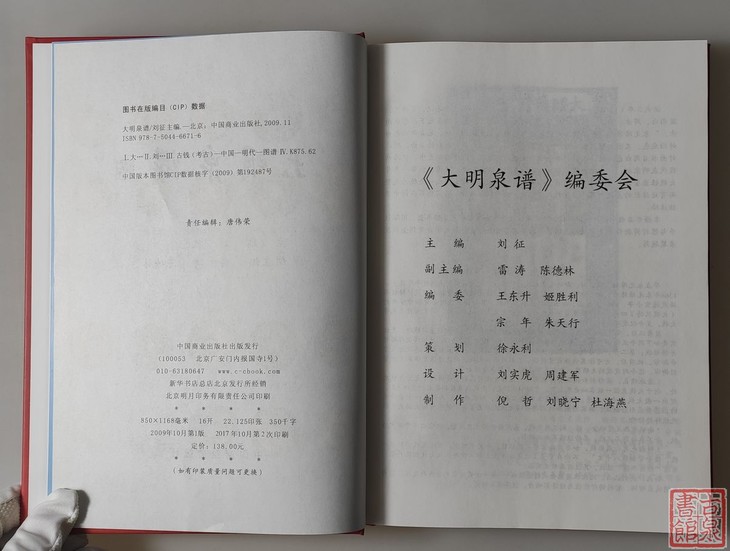 图书在版编目(CIP)数据
大明泉谱/刘征主编.—北京:中国商业出版社,2009.11
ISBN 978-7-5044-6671-6
Ⅰ.大…Ⅱ.刘…Ⅲ.古钱(考古)—中国—明代—图谱 Ⅳ.K875.62
中国版本图书馆CIP数据核字(2009)第192487号
责任编辑:唐伟荣
中国商业出版社出版发行
(100053 北京广安门内报国寺1号)
010-63180647 www.c-cbook.com
新华书店总店北京发行所经销
北京明月印务有限责任公司印刷
* * * *
850×1168毫米 16开 22.125印张 350千字
2009年10月第1版 2017年10月第2次印刷
定价:138.00元
* * * *
(如有印装质量问题可更换)
《大明泉谱》编委会
主 编 刘 征
副主编 雷 涛 陈德林
编 委 王东升 姬胜利
宗 年 朱天行
策 划 徐永利
设 计 刘实虎 周建军
制 作 倪 哲 刘晓宁 杜海燕
古泉
書館